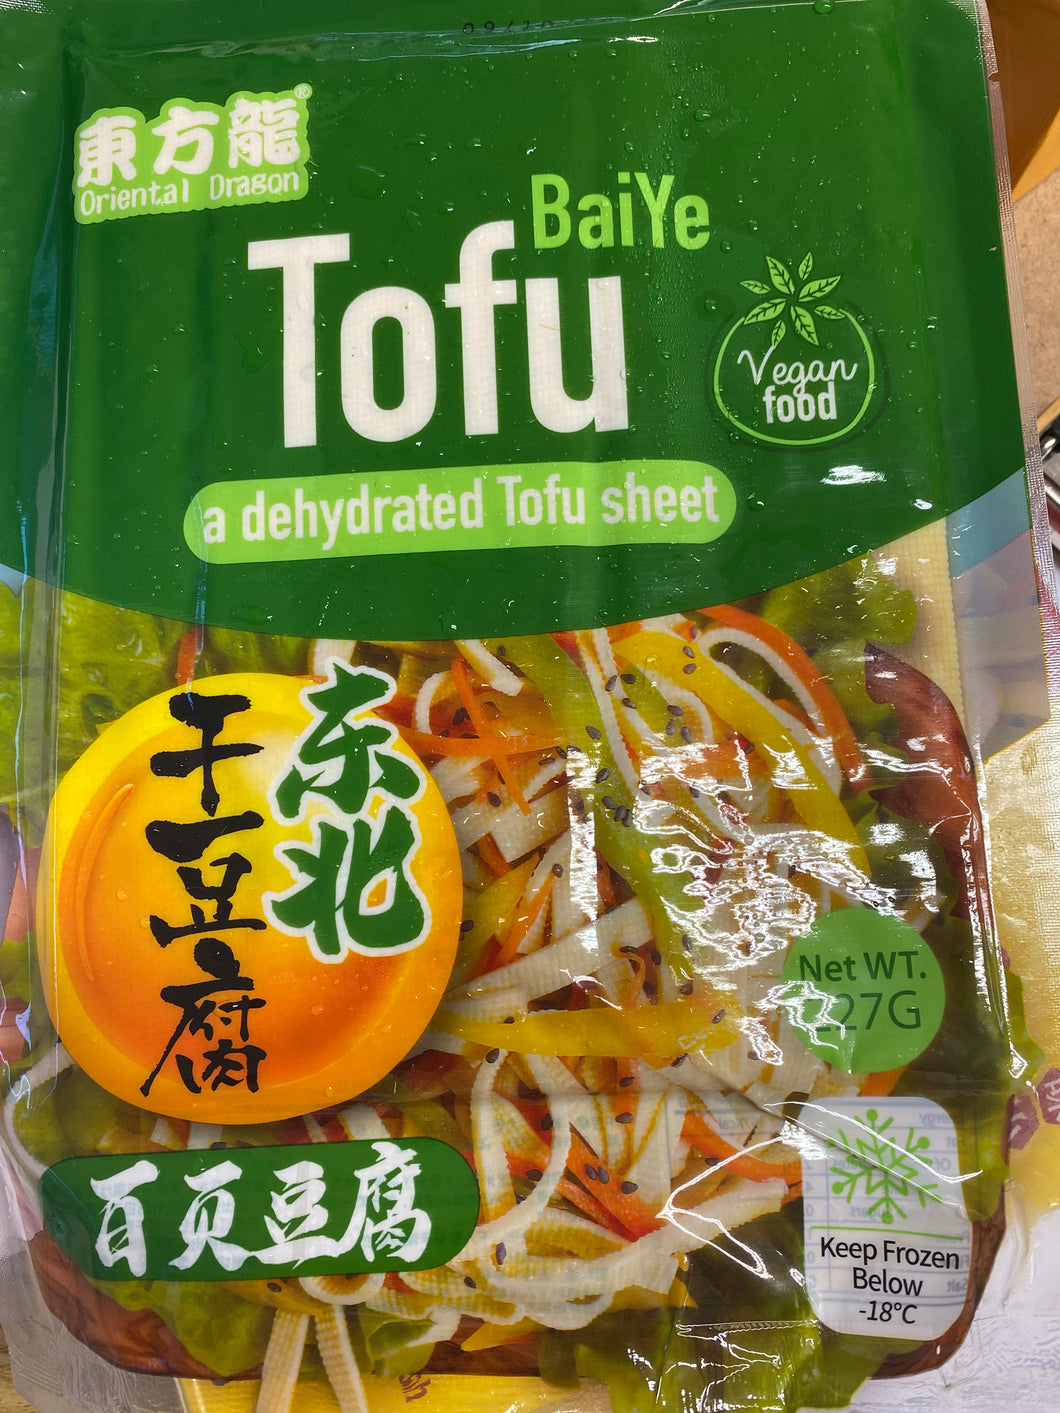 東方龍®
Oriental Dragon
BaiYe
Tofu
Vegan
food
a dehydrated Tofu sheet
东北
干豆腐
Net WT.
227G
百页豆腐
Keep Frozen
Below
-18°C